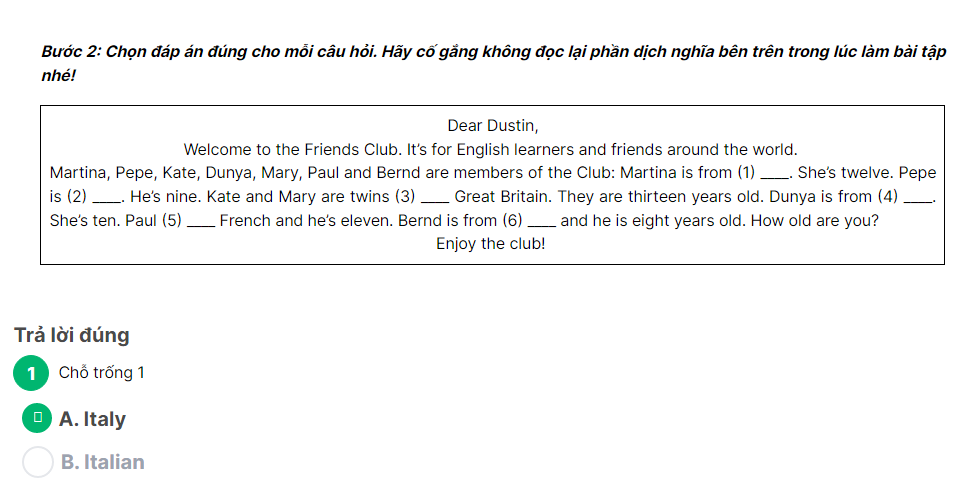 Bước 2: Chọn đáp án đúng cho mỗi câu hỏi. Hãy cố gắng không đọc lại phần dịch nghĩa bên trên trong lúc làm bài tập
nhé!
Dear Dustin,
Welcome to the Friends Club. It's for English learners and friends around the world.
Martina, Pepe, Kate, Dunya, Mary, Paul and Bernd are members of the Club: Martina is from (1) ____. She's twelve. Pepe
is (2) ____. He's nine. Kate and Mary are twins (3) ____ Great Britain. They are thirteen years old. Dunya is from (4) ____.
She's ten. Paul (5) ____ French and he's eleven. Bernd is from (6) ____ and he is eight years old. How old are you?
Enjoy the club!
Trả lời đúng
1 Chỗ trống 1
A. Italy
B. Italian